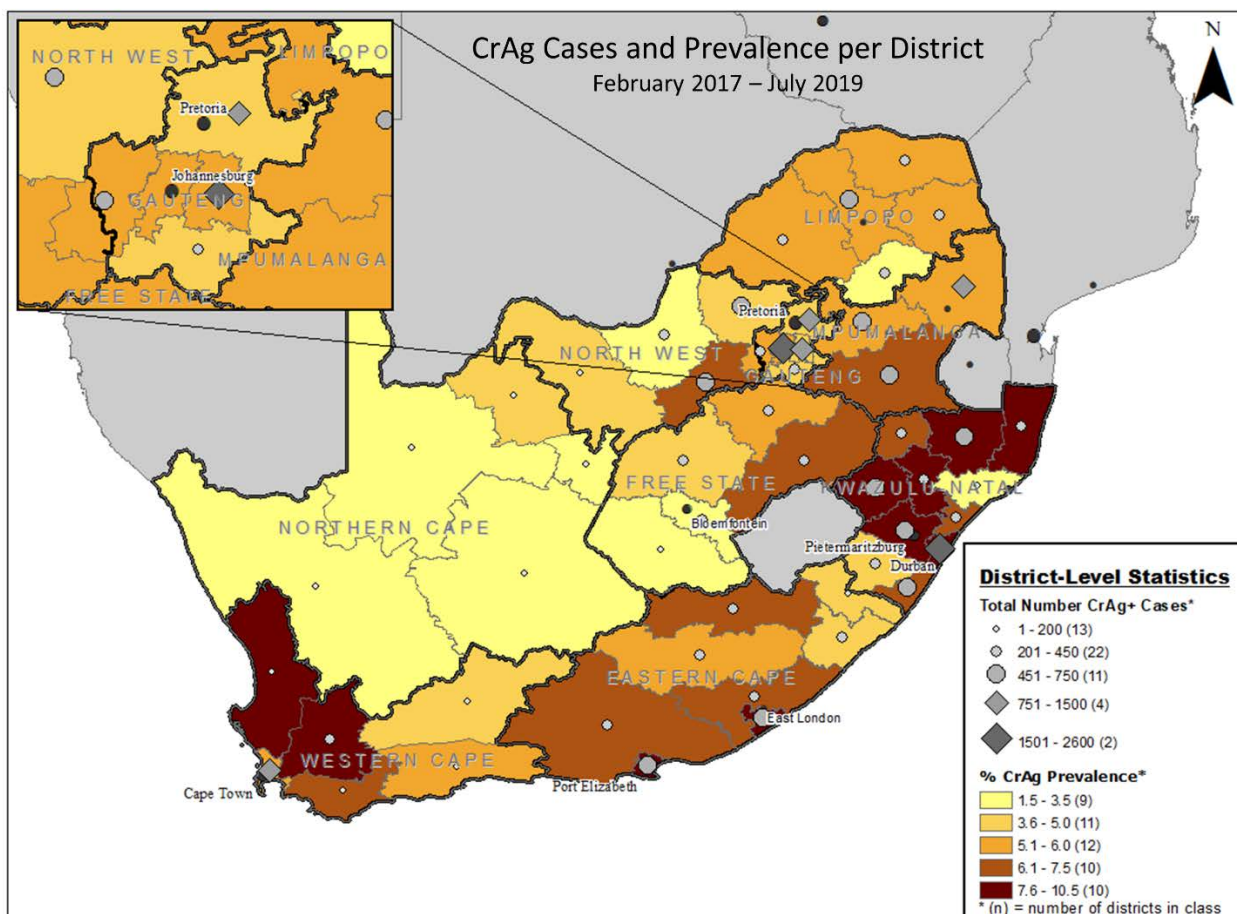 CrAg Cases and Prevalence per District
February 2017 – July 2019
N
NORTH WEST
LIMPOPO
Pretoria
Johannesburg
GAUTENG
MPUMALANGA
FREE STATE
LIMPOPO
Pretoria
MPUMALANGA
NORTH WEST
GAUTENG
FREE STATE
KWAZULU-NATAL
NORTHERN CAPE
Bloemfontein
Pietermaritzburg
Durban
EASTERN CAPE
East London
WESTERN CAPE
Cape Town
Port Elizabeth
District-Level Statistics
Total Number CrAg+ Cases*
1 - 200 (13)
201 - 450 (22)
451 - 750 (11)
751 - 1500 (4)
1501 - 2600 (2)
% CrAg Prevalence*
1.5 - 3.5 (9)
3.6 - 5.0 (11)
5.1 - 6.0 (12)
6.1 - 7.5 (10)
7.6 - 10.5 (10)
* (n) = number of districts in class